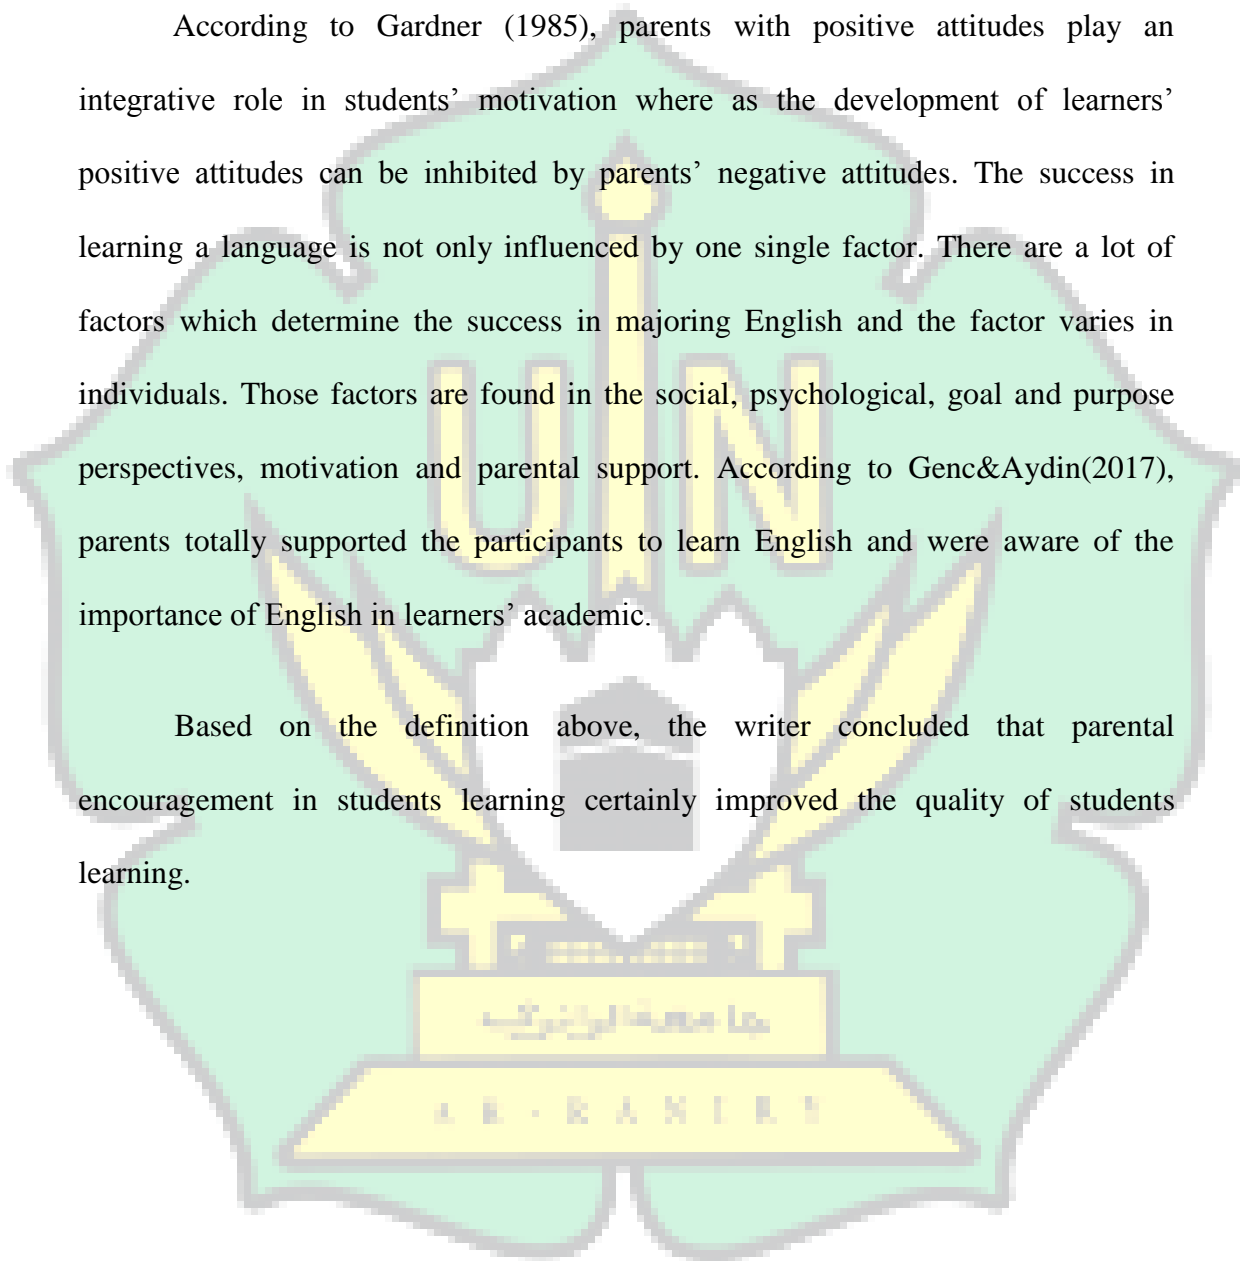 According to Gardner (1985), parents with positive attitudes play an
integrative role in students’ motivation where as the development of learners’
positive attitudes can be inhibited by parents’ negative attitudes. The success in
learning a language is not only influenced by one single factor. There are a lot of
factors which determine the success in majoring English and the factor varies in
individuals. Those factors are found in the social, psychological, goal and purpose
perspectives, motivation and parental support. According to Genc&Aydin(2017),
parents totally supported the participants to learn English and were aware of the
importance of English in learners’ academic.
Based on the definition above, the writer concluded that parental
encouragement in students learning certainly improved the quality of students
learning.
UIN
جامعة الرانيري
AR-RANIRY